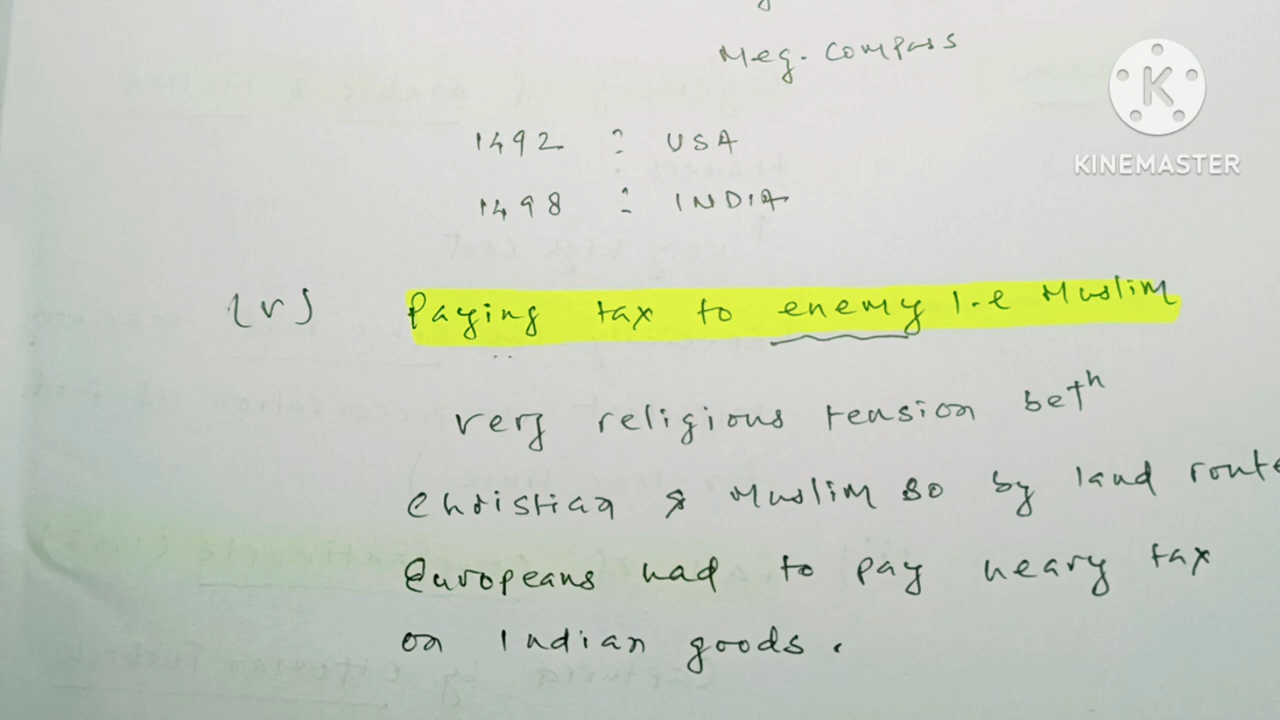 Meg. Compass
K
KINEMASTER
1492 : USA
1498 : INDIA
(v) Paying tax to enemy I.e Muslim
very religious tension beth
Christian & Muslim so by land route
Europeans had to pay heavy tax
on Indian goods.